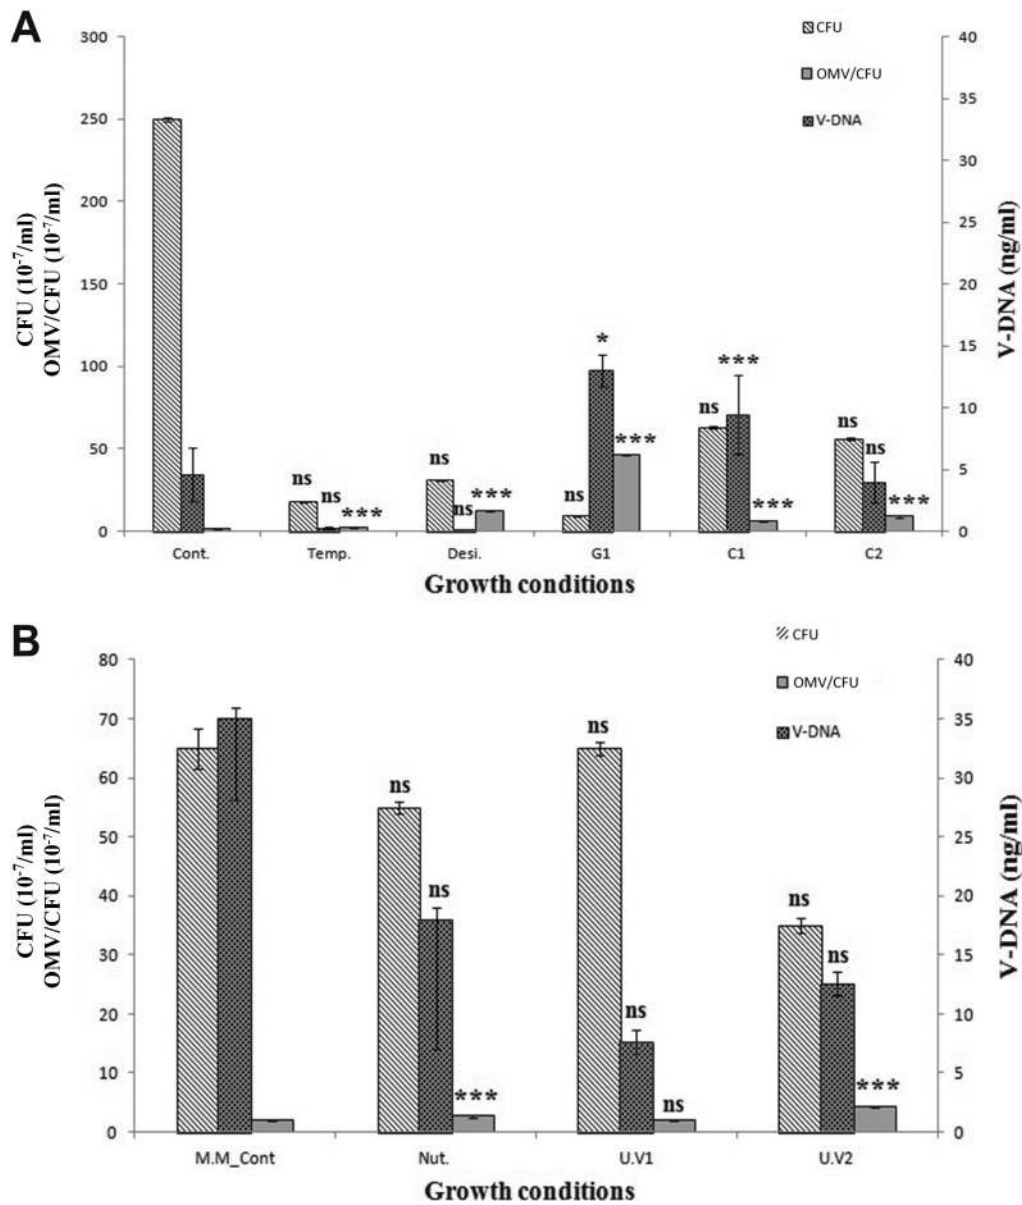 A
CFU (10⁻⁷/ml)
OMV/CFU (10⁻⁷/ml)
300
250
200
150
100
50
0
CFU
OMV/CFU
V-DNA
40
35
30
25
20
15
10
5
0
V-DNA (ng/ml)
ns
ns
***
ns
ns
***
ns
*
***
ns
***
***
ns
ns
***
Cont.
Temp.
Desi.
G1
C1
C2
Growth conditions
B
CFU (10⁻⁷/ml)
OMV/CFU (10⁻⁷/ml)
80
70
60
50
40
30
20
10
0
CFU
OMV/CFU
V-DNA
40
35
30
25
20
15
10
5
0
V-DNA (ng/ml)
ns
ns
***
ns
ns
ns
ns
ns
***
M.M_Cont
Nut.
U.V1
U.V2
Growth conditions